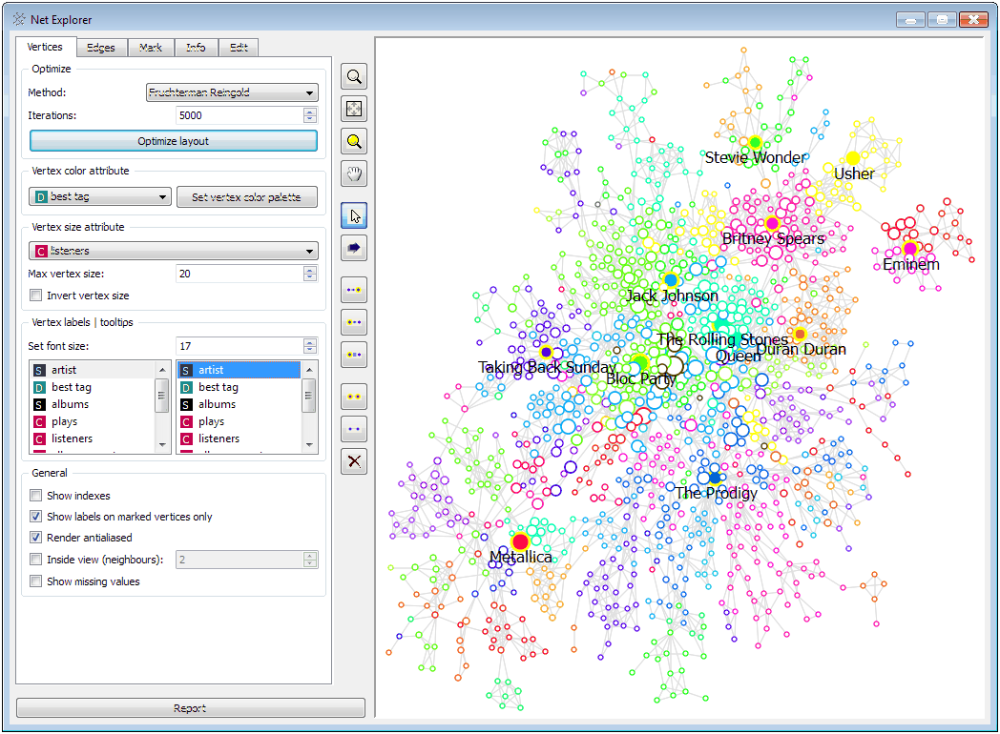 Net Explorer
Vertices Edges Mark Info Edit
Optimize
Method: Fruchterman Reingold
Iterations: 5000
Optimize layout
Vertex color attribute
D best tag Set vertex color palette
Vertex size attribute
C listeners
Max vertex size: 20
Invert vertex size
Vertex labels | tooltips
Set font size: 17
S artist S artist
D best tag D best tag
S albums S albums
C plays C plays
C listeners C listeners
General
Show indexes
Show labels on marked vertices only
Render antialiased
Inside view (neighbours): 2
Show missing values
Report
Stevie Wonder
Usher
Britney Spears
Eminem
Jack Johnson
The Rolling Stones
Duran Duran
Queen
Taking Back Sunday
Bloc Party
The Prodigy
Metallica